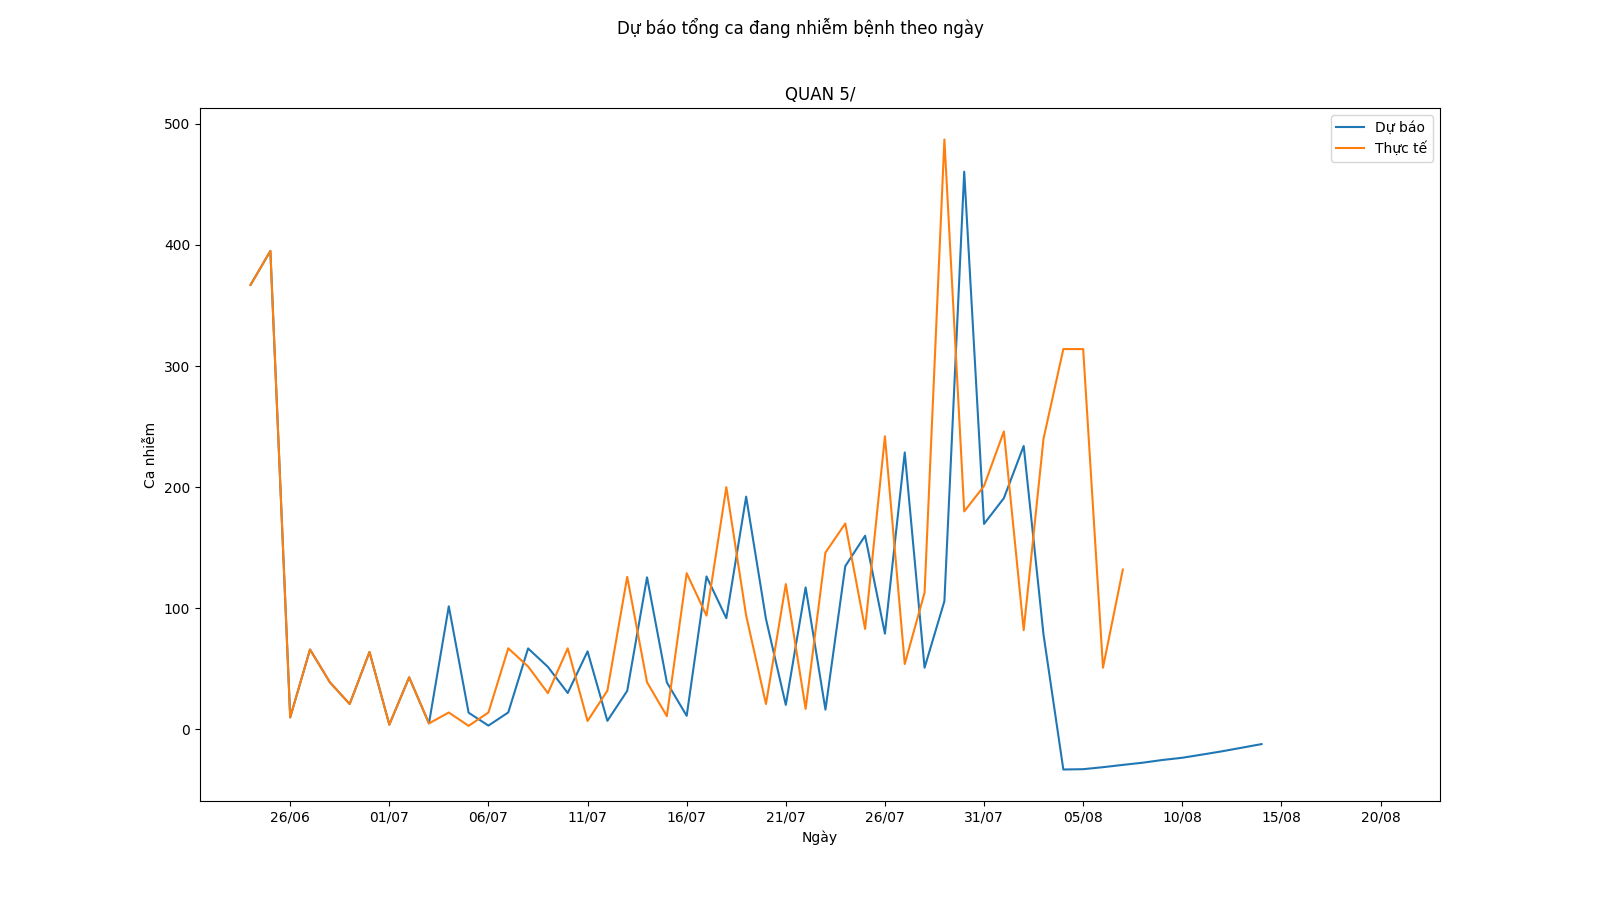 Dự báo tổng ca đang nhiễm bệnh theo ngày
QUAN 5/
500
400
300
200
100
0
Ca nhiễm
Dự báo
Thực tế
26/06 01/07 06/07 11/07 16/07 21/07 26/07 31/07 05/08 10/08 15/08 20/08
Ngày